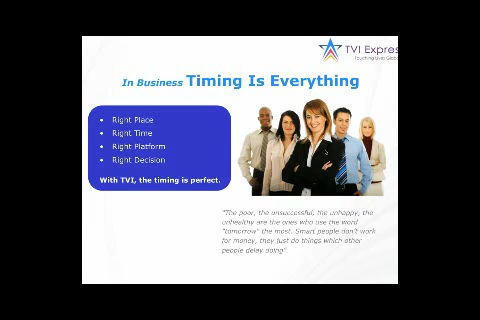 TVI Expres
Touching Lives Globa
In Business Timing Is Everything
• Right Place
• Right Time
• Right Platform
• Right Decision
With TVI, the timing is perfect.
"The poor, the unsuccessful, the unhappy, the
unhealthy are the ones who use the word
"tomorrow" the most. Smart people don't work
for money, they just do things which other
people delay doing"